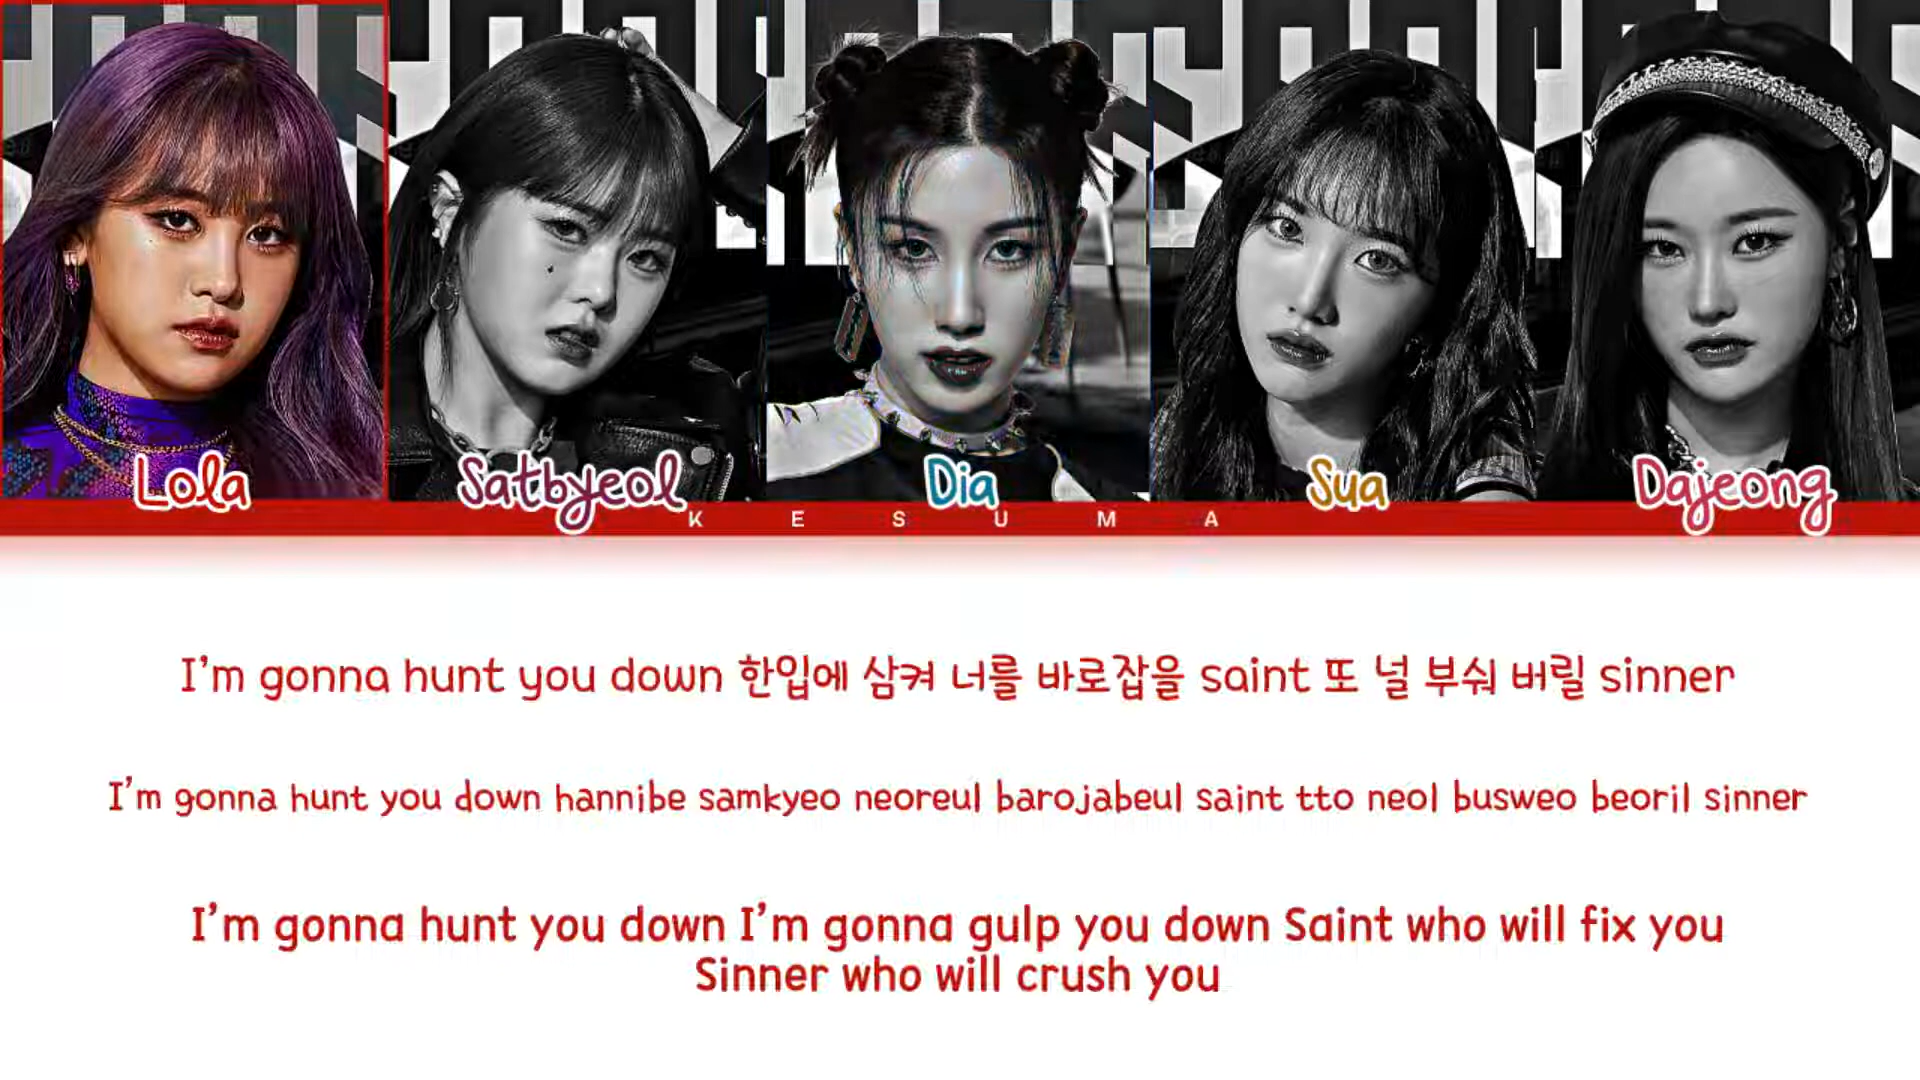 Lola
Satbyeol
Dia
Sua
Dajeong
KESUMA
I'm gonna hunt you down 한입에 삼켜 너를 바로잡을 saint 또 널 부숴 버릴 sinner
I'm gonna hunt you down hannibe samkyeo neoreul barojabeul saint tto neol busweo beoril sinner
I'm gonna hunt you down I'm gonna gulp you down Saint who will fix you
Sinner who will crush you